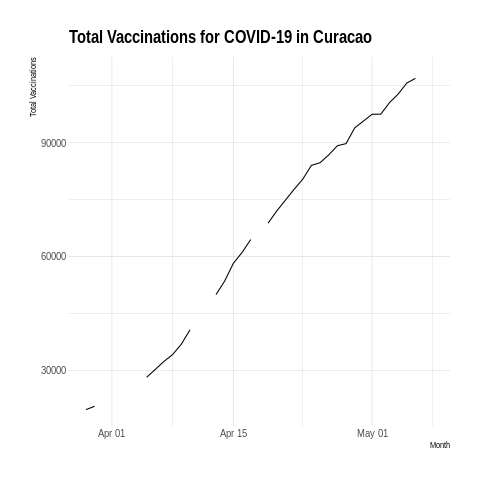 Total Vaccinations for COVID-19 in Curacao
Total Vaccinations
90000
60000
30000
Apr 01
Apr 15
May 01
Month